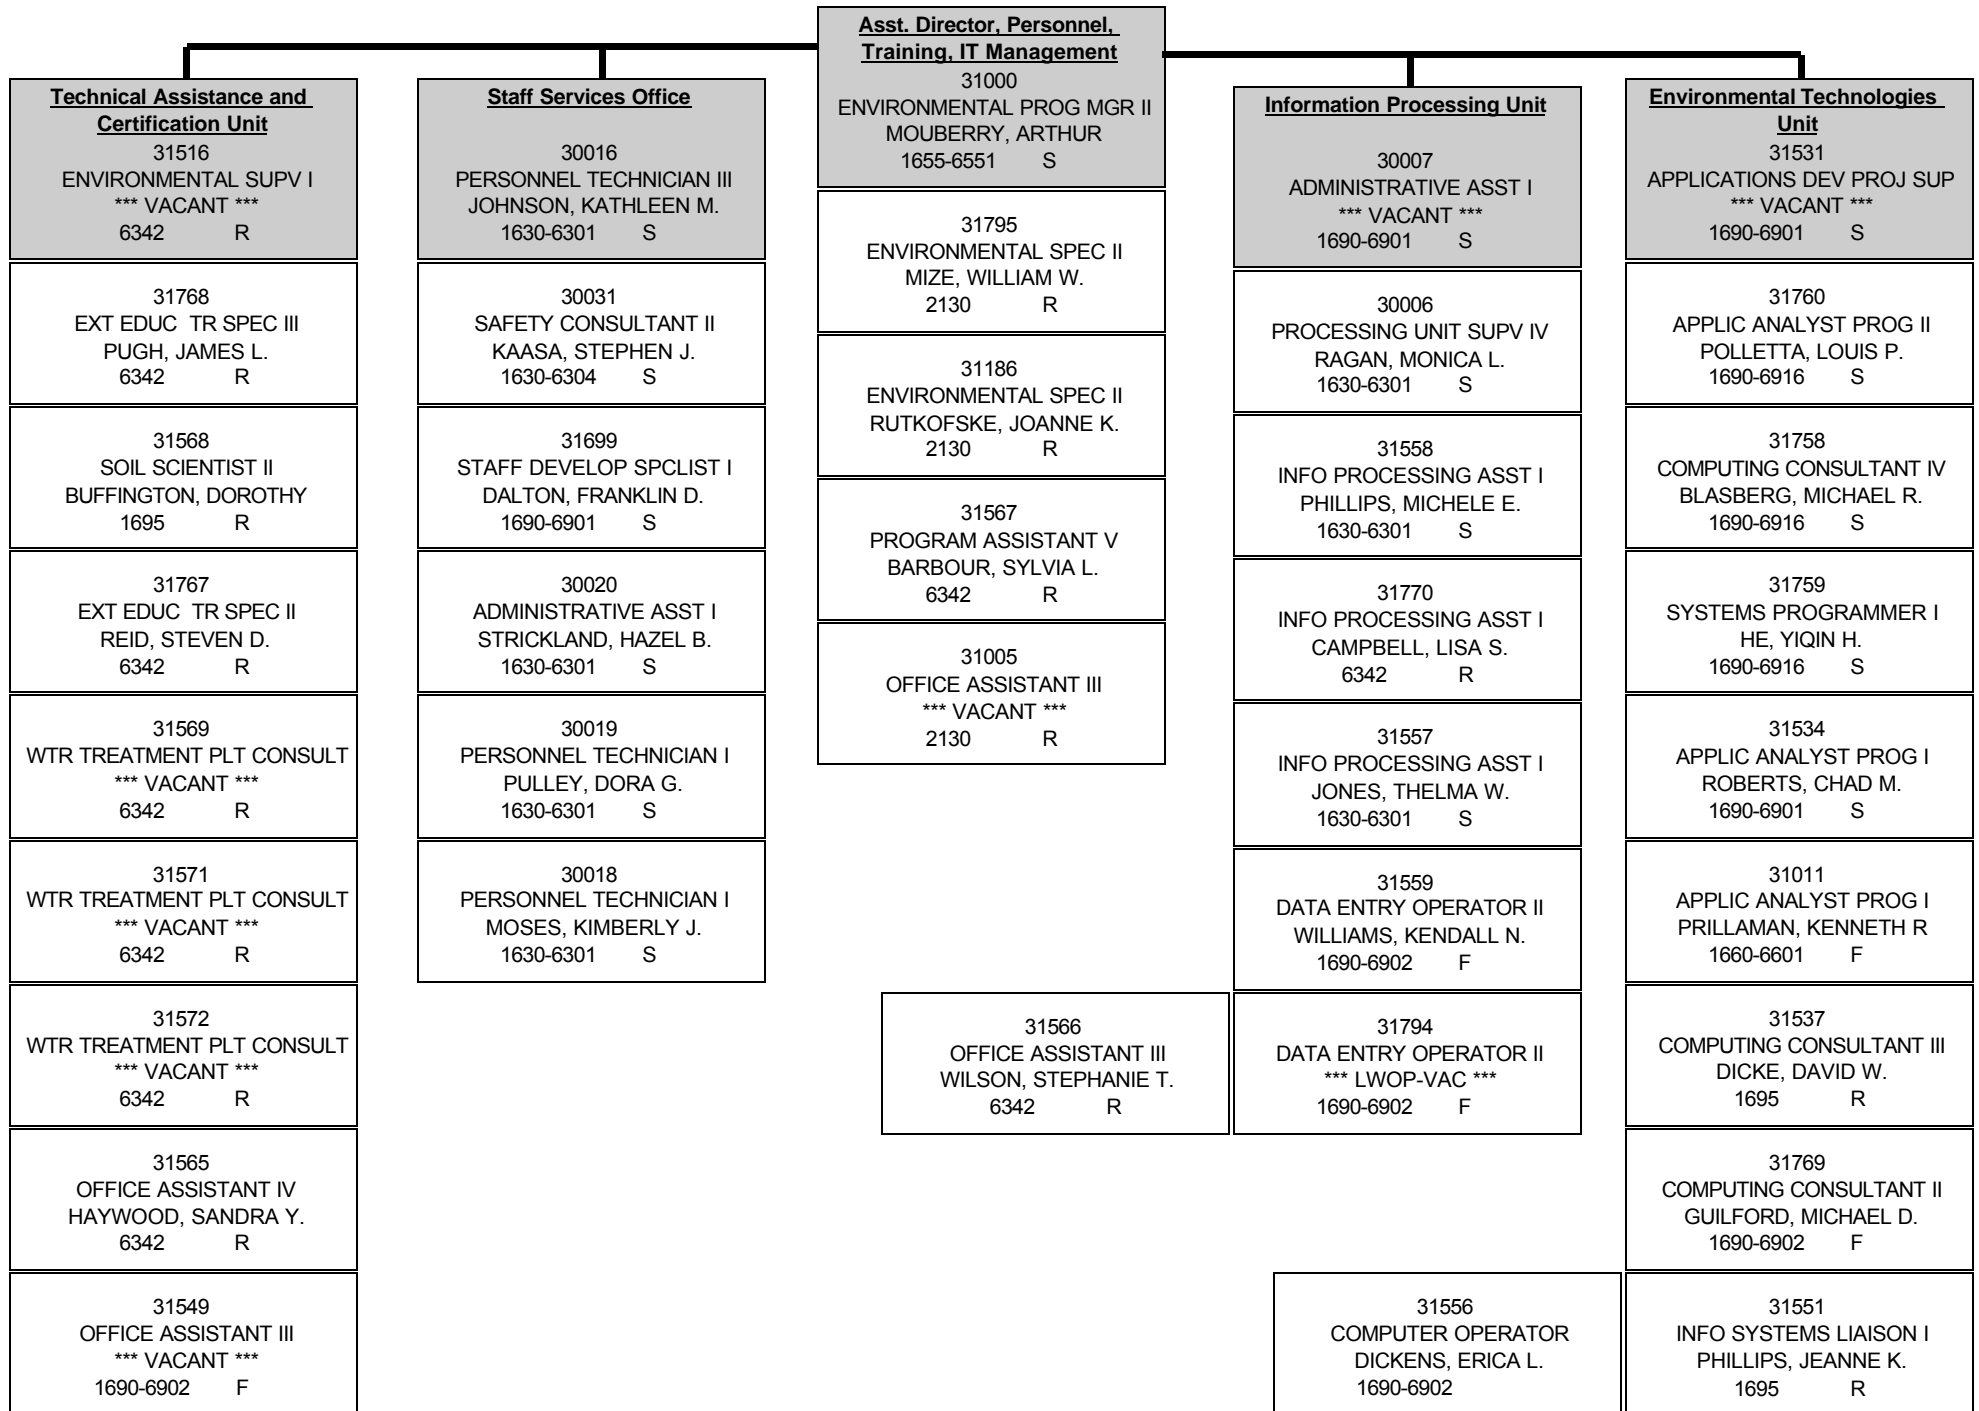 Asst. Director, Personnel,
Training, IT Management
31000
ENVIRONMENTAL PROG MGR II
MOUBERRY, ARTHUR
1655-6551 S
31795
ENVIRONMENTAL SPEC II
MIZE, WILLIAM W.
2130 R
31186
ENVIRONMENTAL SPEC II
RUTKOFSKE, JOANNE K.
2130 R
31567
PROGRAM ASSISTANT V
BARBOUR, SYLVIA L.
6342 R
31005
OFFICE ASSISTANT III
*** VACANT ***
2130 R
Technical Assistance and
Certification Unit
31516
ENVIRONMENTAL SUPV I
*** VACANT ***
6342 R
31768
EXT EDUC TR SPEC III
PUGH, JAMES L.
6342 R
31568
SOIL SCIENTIST II
BUFFINGTON, DOROTHY
1695 R
31767
EXT EDUC TR SPEC II
REID, STEVEN D.
6342 R
31569
WTR TREATMENT PLT CONSULT
*** VACANT ***
6342 R
31571
WTR TREATMENT PLT CONSULT
*** VACANT ***
6342 R
31572
WTR TREATMENT PLT CONSULT
*** VACANT ***
6342 R
31565
OFFICE ASSISTANT IV
HAYWOOD, SANDRA Y.
6342 R
31549
OFFICE ASSISTANT III
*** VACANT ***
1690-6902 F
Staff Services Office
30016
PERSONNEL TECHNICIAN III
JOHNSON, KATHLEEN M.
1630-6301 S
30031
SAFETY CONSULTANT II
KAASA, STEPHEN J.
1630-6304 S
31699
STAFF DEVELOP SPCLIST I
DALTON, FRANKLIN D.
1690-6901 S
30020
ADMINISTRATIVE ASST I
STRICKLAND, HAZEL B.
1630-6301 S
30019
PERSONNEL TECHNICIAN I
PULLEY, DORA G.
1630-6301 S
30018
PERSONNEL TECHNICIAN I
MOSES, KIMBERLY J.
1630-6301 S
Information Processing Unit
30007
ADMINISTRATIVE ASST I
*** VACANT ***
1690-6901 S
30006
PROCESSING UNIT SUPV IV
RAGAN, MONICA L.
1630-6301 S
31558
INFO PROCESSING ASST I
PHILLIPS, MICHELE E.
1630-6301 S
31770
INFO PROCESSING ASST I
CAMPBELL, LISA S.
6342 R
31557
INFO PROCESSING ASST I
JONES, THELMA W.
1630-6301 S
31559
DATA ENTRY OPERATOR II
WILLIAMS, KENDALL N.
1690-6902 F
31566
OFFICE ASSISTANT III
WILSON, STEPHANIE T.
6342 R
31794
DATA ENTRY OPERATOR II
*** LWOP-VAC ***
1690-6902 F
Environmental Technologies
Unit
31531
APPLICATIONS DEV PROJ SUP
*** VACANT ***
1690-6901 S
31760
APPLIC ANALYST PROG II
POLLETTA, LOUIS P.
1690-6916 S
31758
COMPUTING CONSULTANT IV
BLASBERG, MICHAEL R.
1690-6916 S
31759
SYSTEMS PROGRAMMER I
HE, YIQIN H.
1690-6916 S
31534
APPLIC ANALYST PROG I
ROBERTS, CHAD M.
1690-6901 S
31011
APPLIC ANALYST PROG I
PRILLAMAN, KENNETH R
1660-6601 F
31537
COMPUTING CONSULTANT III
DICKE, DAVID W.
1695 R
31769
COMPUTING CONSULTANT II
GUILFORD, MICHAEL D.
1690-6902 F
31556
COMPUTER OPERATOR
DICKENS, ERICA L.
1690-6902
31551
INFO SYSTEMS LIAISON I
PHILLIPS, JEANNE K.
1695 R